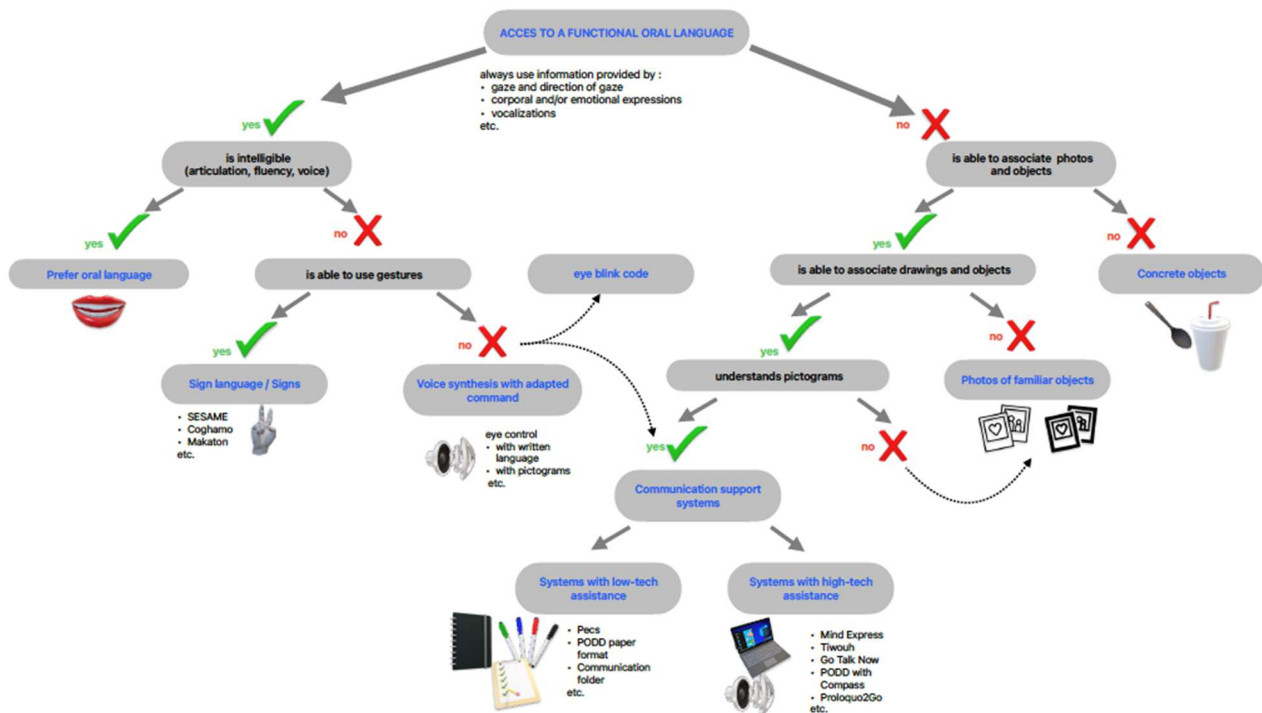 ACCES TO A FUNCTIONAL ORAL LANGUAGE
always use information provided by :
• gaze and direction of gaze
• corporal and/or emotional expressions
• vocalizations
etc.
yes
no
is intelligible
(articulation, fluency, voice)
is able to associate photos
and objects
yes
no
yes
no
Prefer oral language
is able to use gestures
eye blink code
is able to associate drawings and objects
Concrete objects
yes
no
yes
no
Sign language / Signs
• SESAME
• Coghamo
• Makaton
etc.
Voice synthesis with adapted
command
eye control
• with written
language
• with pictograms
etc.
understands pictograms
Photos of familiar objects
yes
no
Communication support
systems
Systems with low-tech
assistance
• Pecs
• PODD paper
format
• Communication
folder
etc.
Systems with high-tech
assistance
• Mind Express
• Tiwouh
• Go Talk Now
• PODD with
Compass
• Proloquo2Go
etc.